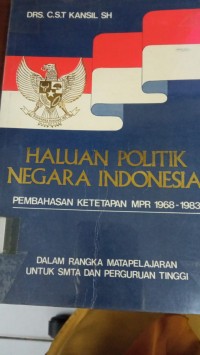 DRS. C.S.T KANSIL SH
HALUAN POLITIK
NEGARA INDONESIA
PEMBAHASAN KETETAPAN MPR 1968-1983
DALAM RANGKA MATAPELAJARAN
UNTUK SMTA DAN PERGURUAN TINGGI